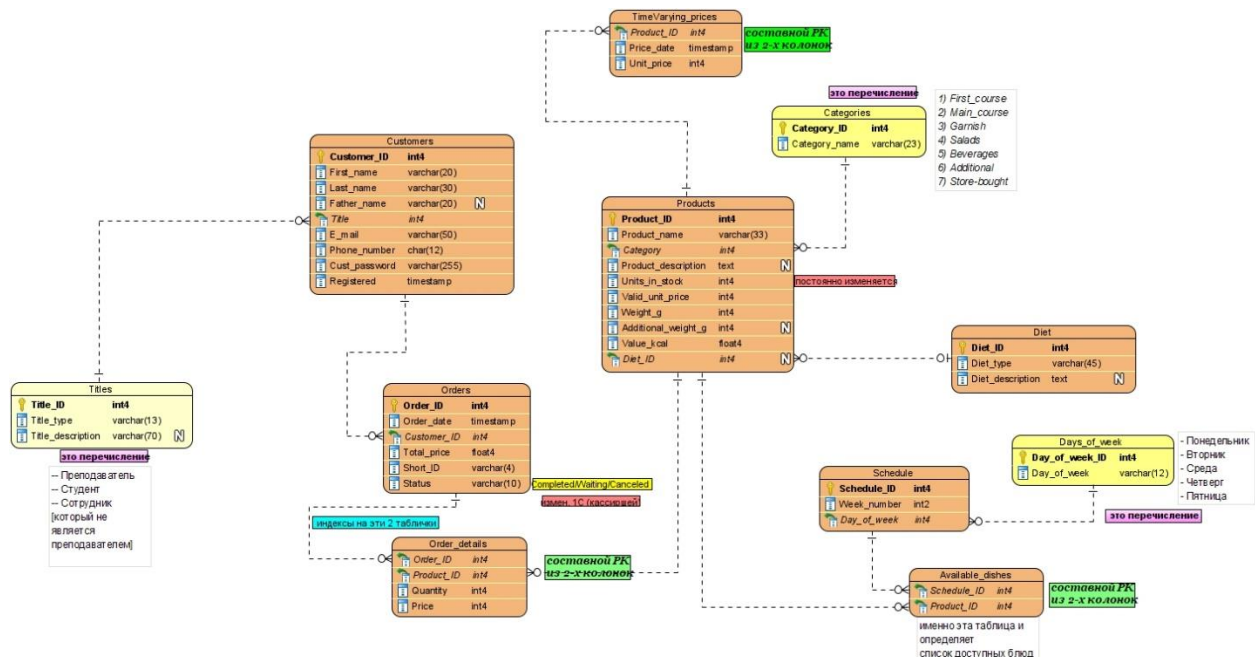 TimeVarying_prices
Product_ID int4
Price_date timestamp
Unit_price int4
составной PK
из 2-х колонок
это перечисление
Categories
Category_ID int4
Category_name varchar(23)
1) First_course
2) Main_course
3) Garnish
4) Salads
5) Beverages
6) Additional
7) Store-bought
Customers
Customer_ID int4
First_name varchar(20)
Last_name varchar(30)
Father_name varchar(20) N
Title int4
E_mail varchar(50)
Phone_number char(12)
Cust_password varchar(255)
Registered timestamp
Products
Product_ID int4
Product_name varchar(33)
Category int4
Product_description text N
Units_in_stock int4
Valid_unit_price int4
Weight_g int4
Additional_weight_g int4 N
Value_kcal float4
Diet_ID int4 N
постоянно изменяется
Diet
Diet_ID int4
Diet_type varchar(45)
Diet_description text N
Titles
Title_ID int4
Title_type varchar(13)
Title_description varchar(70) N
это перечисление
-- Преподаватель
-- Студент
-- Сотрудник
[который не
является
преподавателем]
Orders
Order_ID int4
Order_date timestamp
Customer_ID int4
Total_price float4
Short_ID varchar(4)
Status varchar(10)
Completed/Waiting/Canceled
измен. 1С (кассиршей)
индексы на эти 2 таблички
Order_details
Order_ID int4
Product_ID int4
Quantity int4
Price int4
составной PK
из 2-х колонок
Days_of_week
Day_of_week_ID int4
Day_of_week varchar(12)
- Понедельник
- Вторник
- Среда
- Четверг
- Пятница
это перечисление
Schedule
Schedule_ID int4
Week_number int2
Day_of_week int4
Available_dishes
Schedule_ID int4
Product_ID int4
составной PK
из 2-х колонок
именно эта таблица и
определяет
список доступных блюд